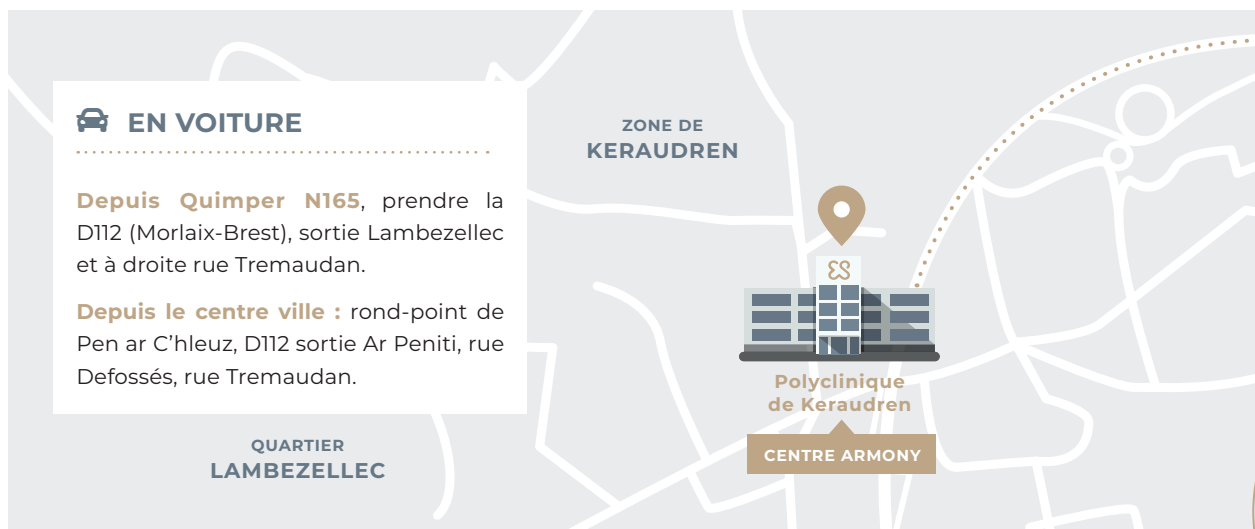 EN VOITURE
Depuis Quimper N165, prendre la
D112 (Morlaix-Brest), sortie Lambezellec
et à droite rue Tremaudan.
Depuis le centre ville : rond-point de
Pen ar C’hleuz, D112 sortie Ar Peniti, rue
Defossés, rue Tremaudan.
ZONE DE
KERAUDREN
Polyclinique
de Keraudren
CENTRE ARMONY
QUARTIER
LAMBEZELLEC